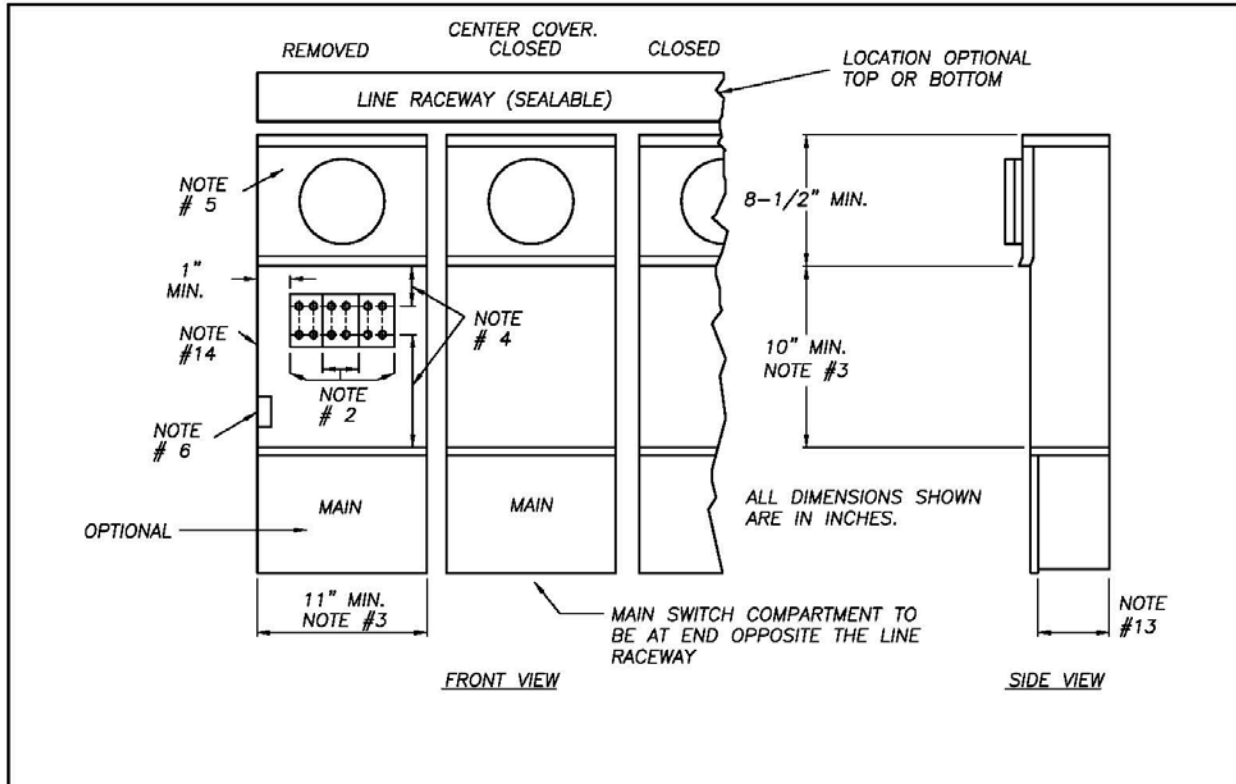 CENTER COVER.
REMOVED
CLOSED
CLOSED
LOCATION OPTIONAL
TOP OR BOTTOM
LINE RACEWAY (SEALABLE)
NOTE
# 5
8-1/2" MIN.
1"
MIN.
NOTE
#14
NOTE
# 4
10" MIN.
NOTE #3
NOTE
# 2
NOTE
# 6
MAIN
MAIN
ALL DIMENSIONS SHOWN
ARE IN INCHES.
OPTIONAL
11" MIN.
NOTE #3
MAIN SWITCH COMPARTMENT TO
BE AT END OPPOSITE THE LINE
RACEWAY
NOTE
#13
FRONT VIEW
SIDE VIEW